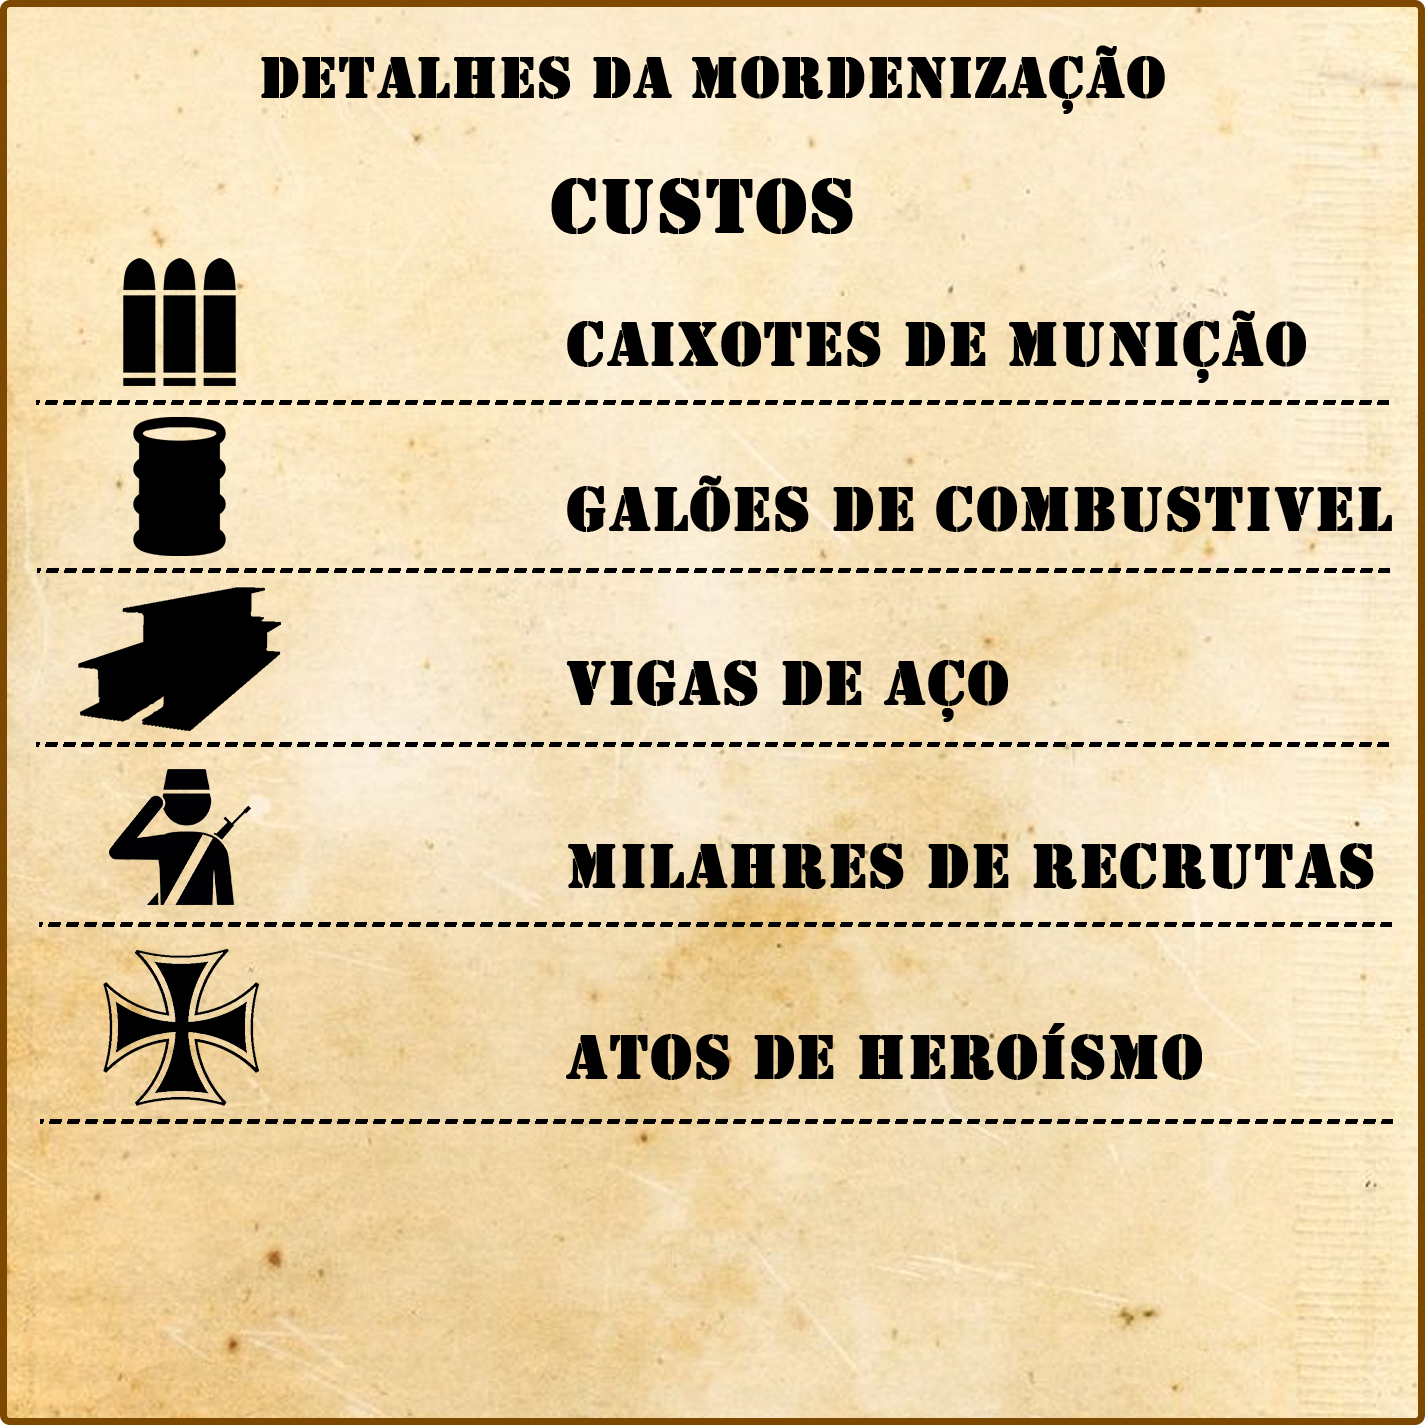 DETALHES DA MORDENIZAÇÃO
CUSTOS
CAIXOTES DE MUNIÇÃO
GALÕES DE COMBUSTIVEL
VIGAS DE AÇO
MILAHRES DE RECRUTAS
ATOS DE HEROÍSMO